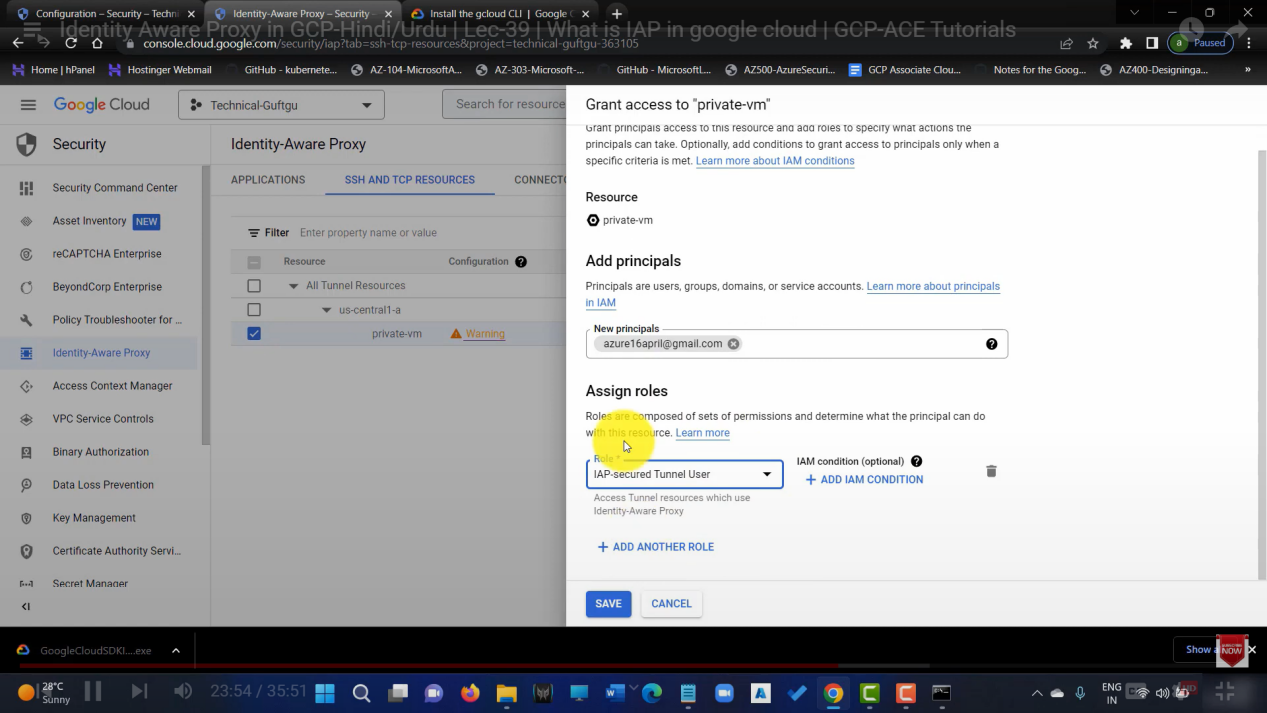 Configuration – Security – Techn
Identity-Aware Proxy – Security
Install the gcloud CLI | Google C
Identity Aware Proxy in GCP-Hindi/Urdu | Lec-39 | What is IAP in google cloud | GCP-ACE Tutorials
console.cloud.google.com/security/iap?tab=ssh-tcp-resources&project=technical-guftgu-363105
a Paused
Home | hPanel
Hostinger Webmail
GitHub - kubernete...
AZ-104-MicrosoftA...
AZ-303-Microsoft-...
GitHub - MicrosoftL...
AZ500-AzureSecuri...
GCP Associate Clou...
Notes for the Goog...
AZ400-Designinga...
»
Google Cloud
Technical-Guftgu
Search for resource
Security
Security Command Center
Asset Inventory NEW
reCAPTCHA Enterprise
BeyondCorp Enterprise
Policy Troubleshooter for ...
Identity-Aware Proxy
Access Context Manager
VPC Service Controls
Binary Authorization
Data Loss Prevention
Key Management
Certificate Authority Servi...
Secret Manager
Identity-Aware Proxy
APPLICATIONS
SSH AND TCP RESOURCES
CONNECTO
Filter Enter property name or value
Resource Configuration
All Tunnel Resources
us-central1-a
private-vm Warning
Grant access to "private-vm"
Grant principals access to this resource and add roles to specify what actions the
principals can take. Optionally, add conditions to grant access to principals only when a
specific criteria is met. Learn more about IAM conditions
Resource
private-vm
Add principals
Principals are users, groups, domains, or service accounts. Learn more about principals
in IAM
New principals
azure16april@gmail.com
Assign roles
Roles are composed of sets of permissions and determine what the principal can do
with this resource. Learn more
Role *
IAP-secured Tunnel User
IAM condition (optional)
+ ADD IAM CONDITION
Access Tunnel resources which use
Identity-Aware Proxy
+ ADD ANOTHER ROLE
SAVE
CANCEL
GoogleCloudSDKI....exe
Show a
NOW
28°C
Sunny
23:54 / 35:51
ENG
IN
HD